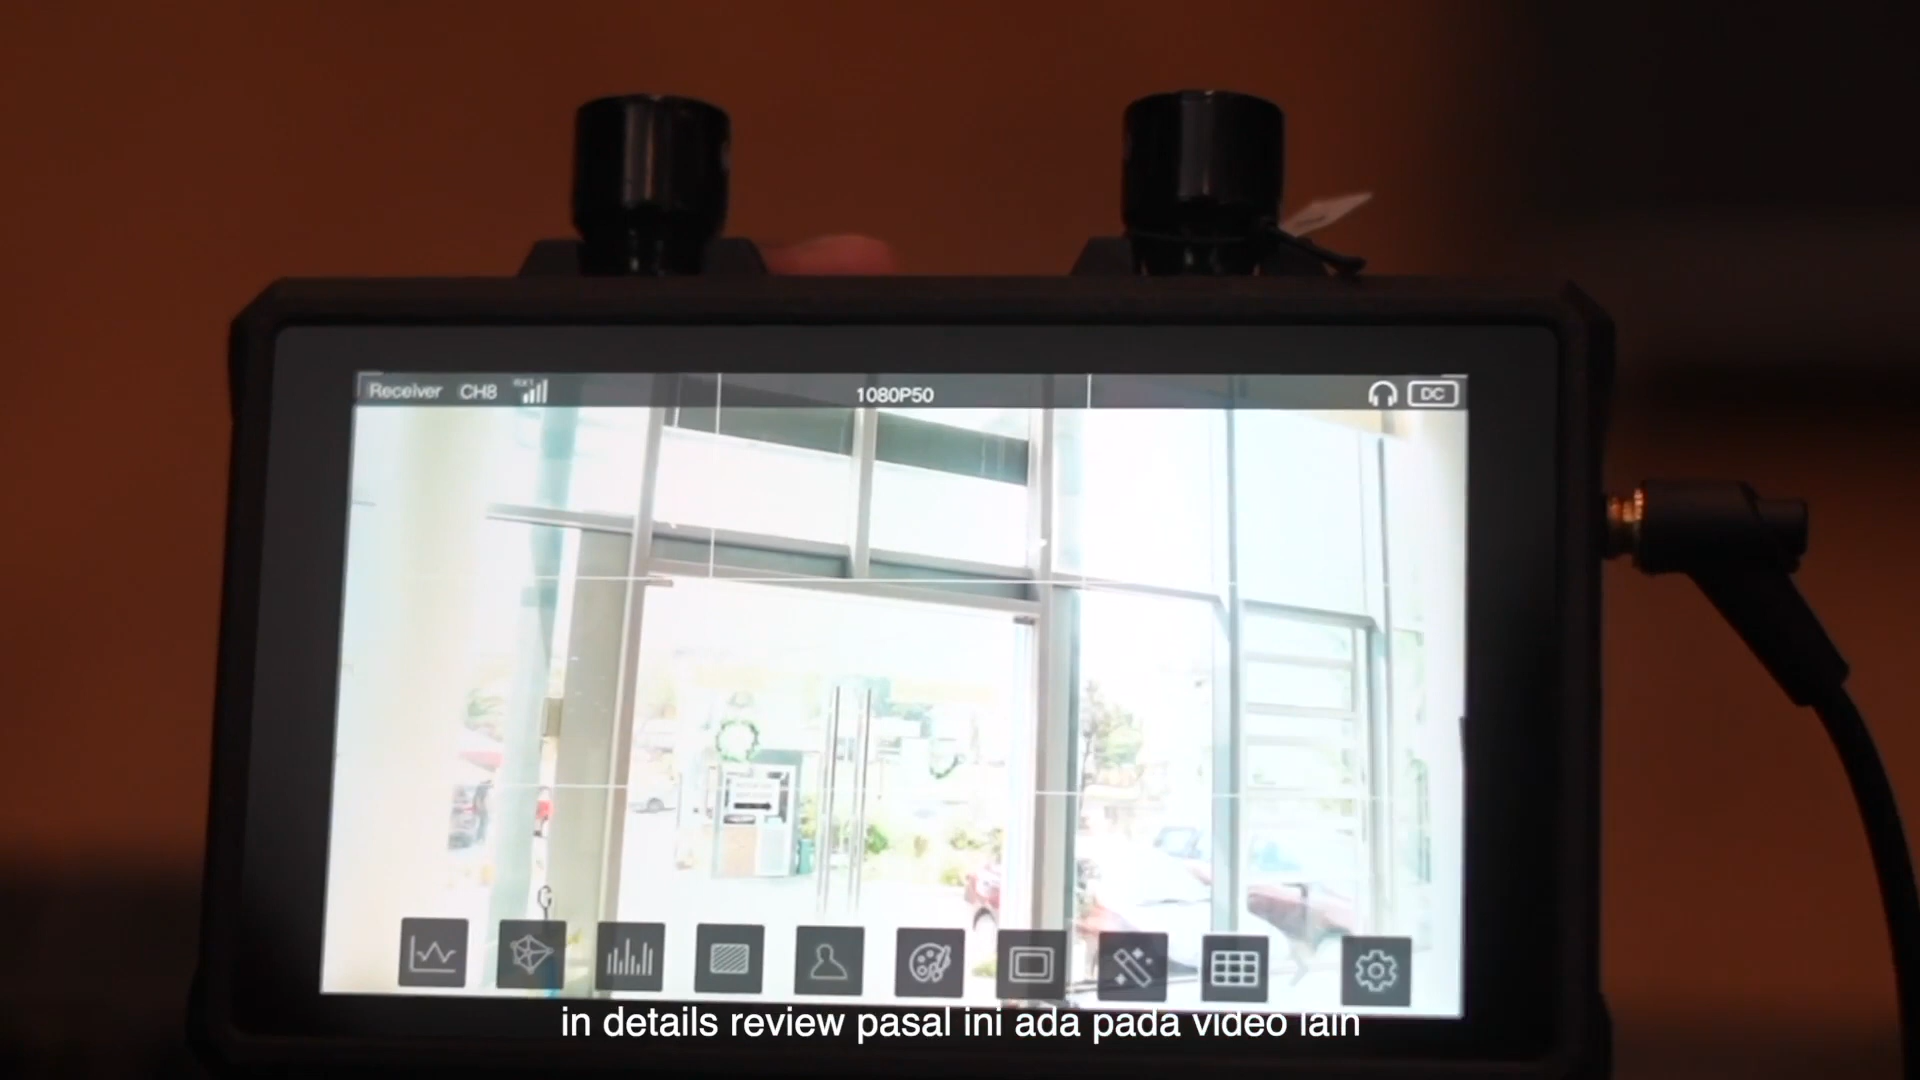 Receiver CH8
1080P50
DC
in details review pasal ini ada pada video lain